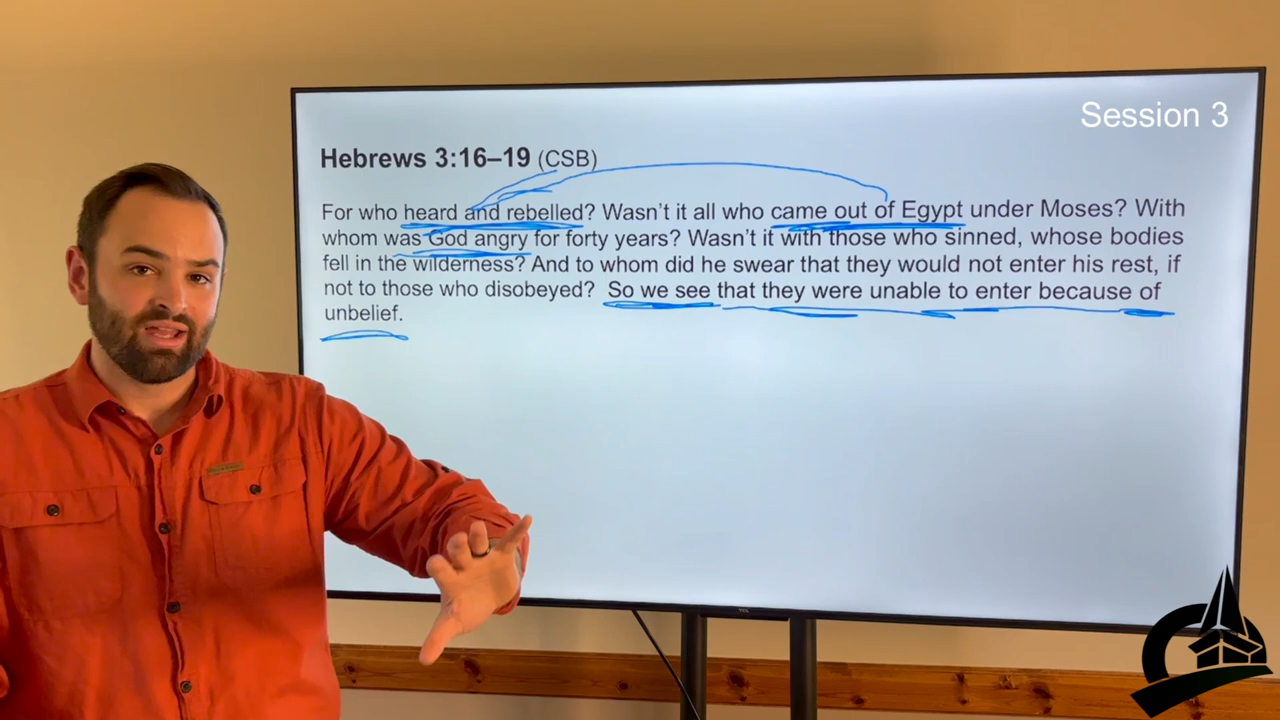 Session 3
Hebrews 3:16–19 (CSB)
For who heard and rebelled? Wasn't it all who came out of Egypt under Moses? With
whom was God angry for forty years? Wasn't it with those who sinned, whose bodies
fell in the wilderness? And to whom did he swear that they would not enter his rest, if
not to those who disobeyed? So we see that they were unable to enter because of
unbelief.
TCL